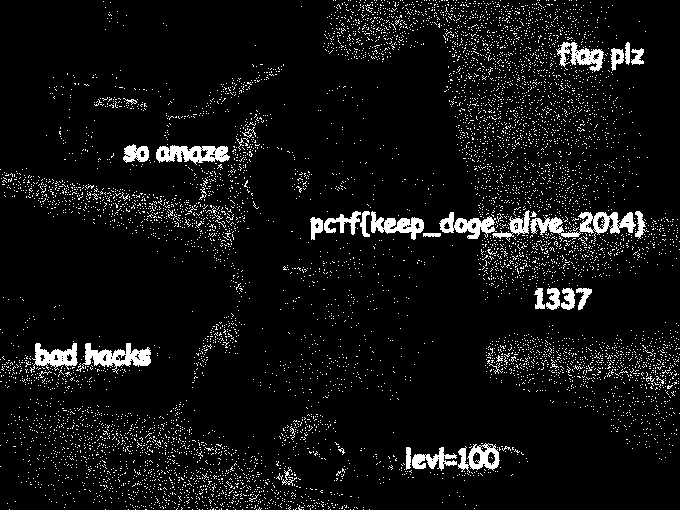 flag plz
so amaze
pctf{keep_doge_alive_2014}
1337
bad hacks
levl=100